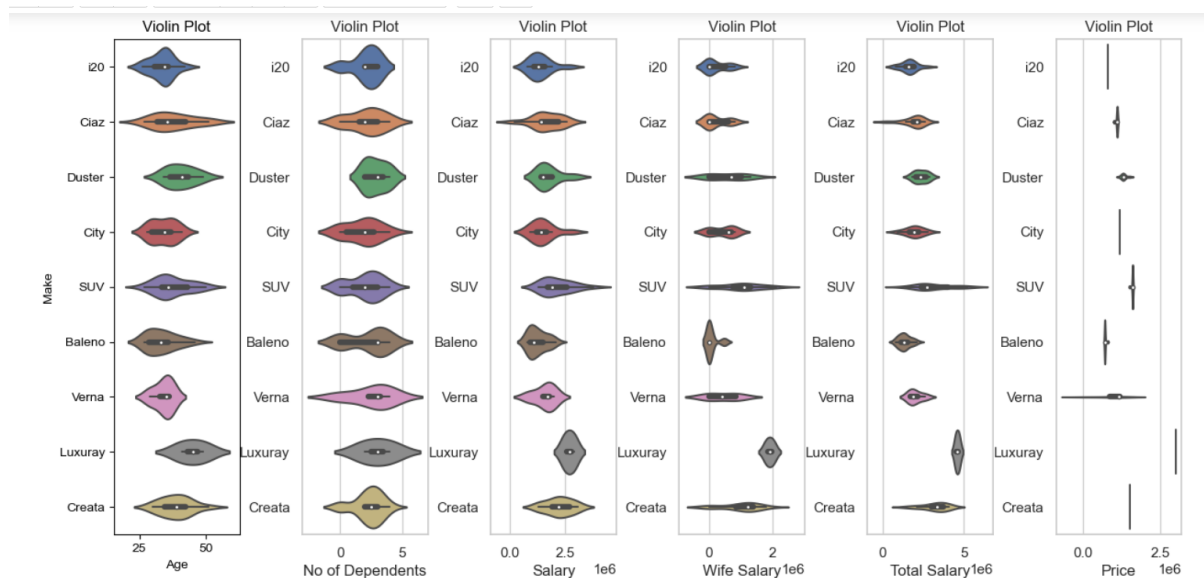 Violin Plot
Violin Plot
Violin Plot
Violin Plot
Violin Plot
Violin Plot
Make
i20
Ciaz
Duster
City
SUV
Baleno
Verna
Luxuray
Creata
25 50
Age
i20
Ciaz
Duster
City
SUV
Baleno
Verna
Luxuray
Creata
0 5
No of Dependents
i20
Ciaz
Duster
City
SUV
Baleno
Verna
Luxuray
Creata
0.0 2.5
Salary 1e6
i20
Ciaz
Duster
City
SUV
Baleno
Verna
Luxuray
Creata
0 2
Wife Salary 1e6
i20
Ciaz
Duster
City
SUV
Baleno
Verna
Luxuray
Creata
0 5
Total Salary 1e6
i20
Ciaz
Duster
City
SUV
Baleno
Verna
Luxuray
Creata
0.0 2.5
Price 1e6